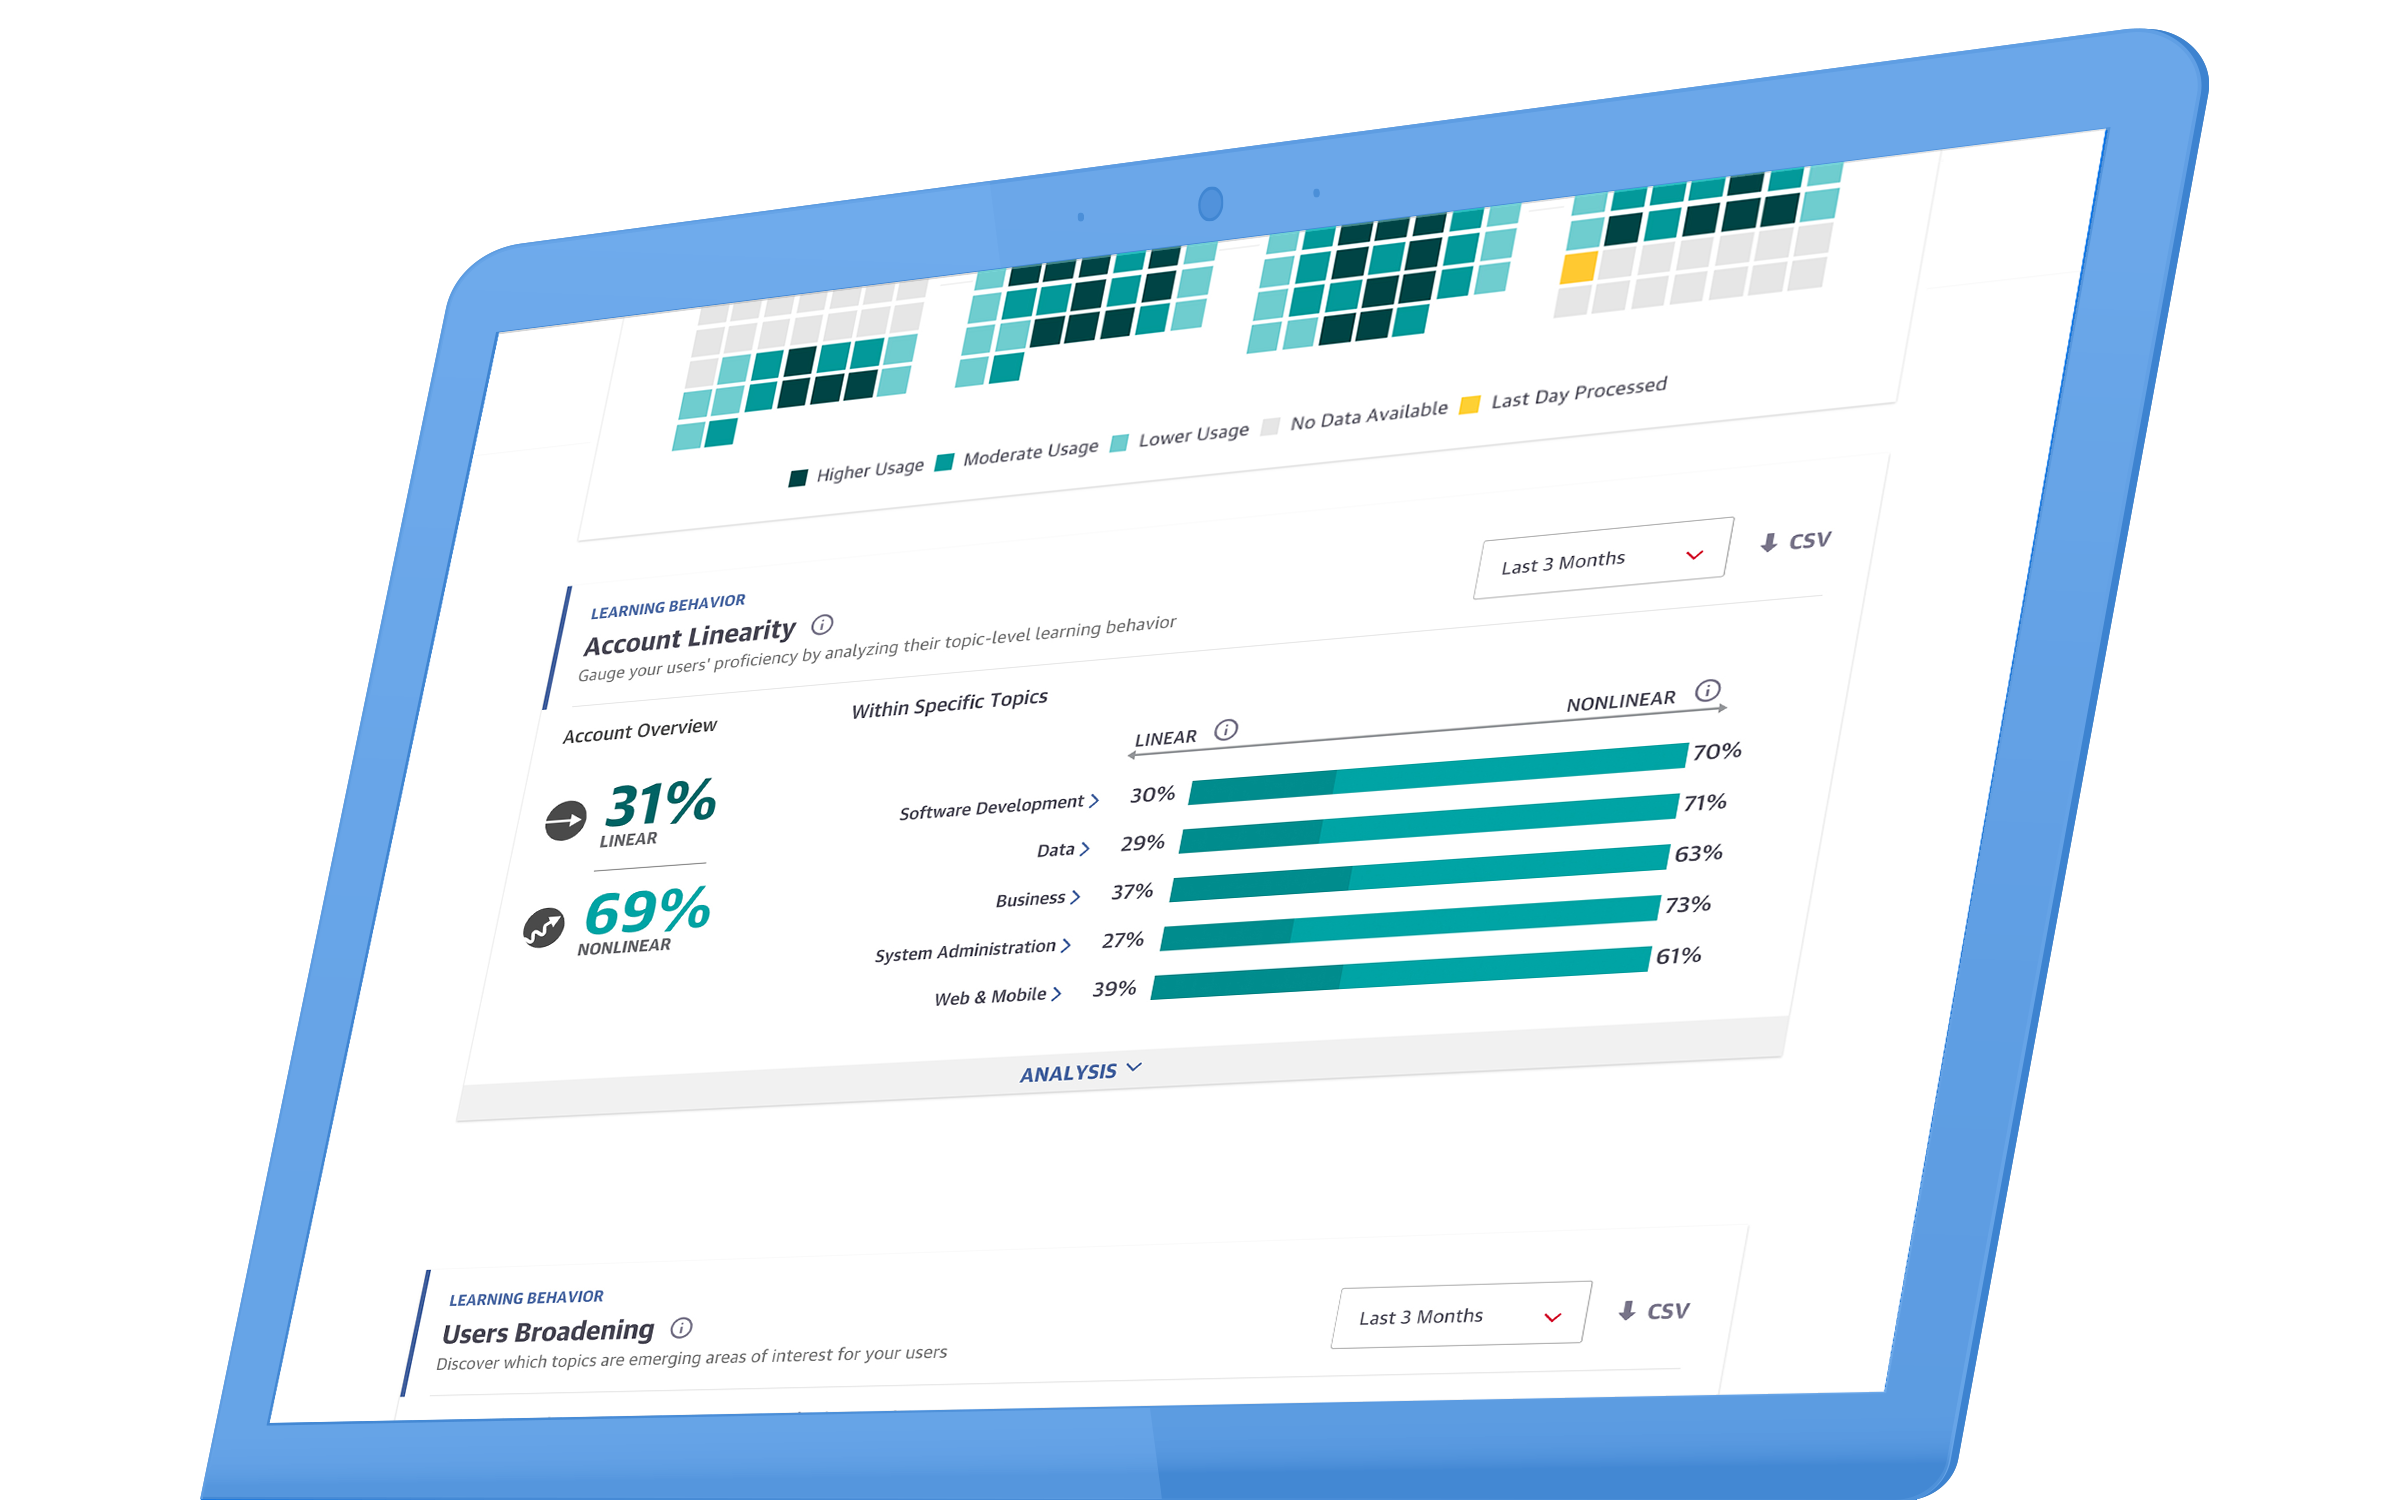 Higher Usage Moderate Usage Lower Usage No Data Available Last Day Processed
LEARNING BEHAVIOR
Account Linearity
Gauge your users' proficiency by analyzing their topic-level learning behavior
Last 3 Months
CSV
Account Overview
31%
LINEAR
69%
NONLINEAR
Within Specific Topics
LINEAR NONLINEAR
Software Development 30% 70%
Data 29% 71%
Business 37% 63%
System Administration 27% 73%
Web & Mobile 39% 61%
ANALYSIS
LEARNING BEHAVIOR
Users Broadening
Discover which topics are emerging areas of interest for your users
Last 3 Months
CSV